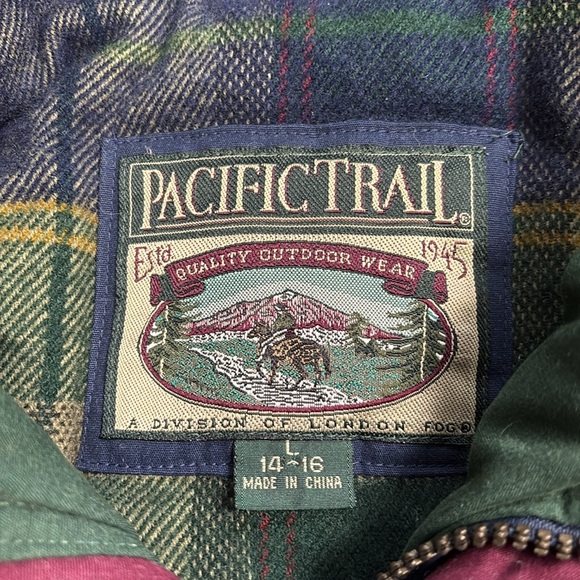 PACIFIC TRAIL®
Estd 1945
QUALITY OUTDOOR WEAR
A DIVISION OF LONDON FOG®
L
14-16
MADE IN CHINA